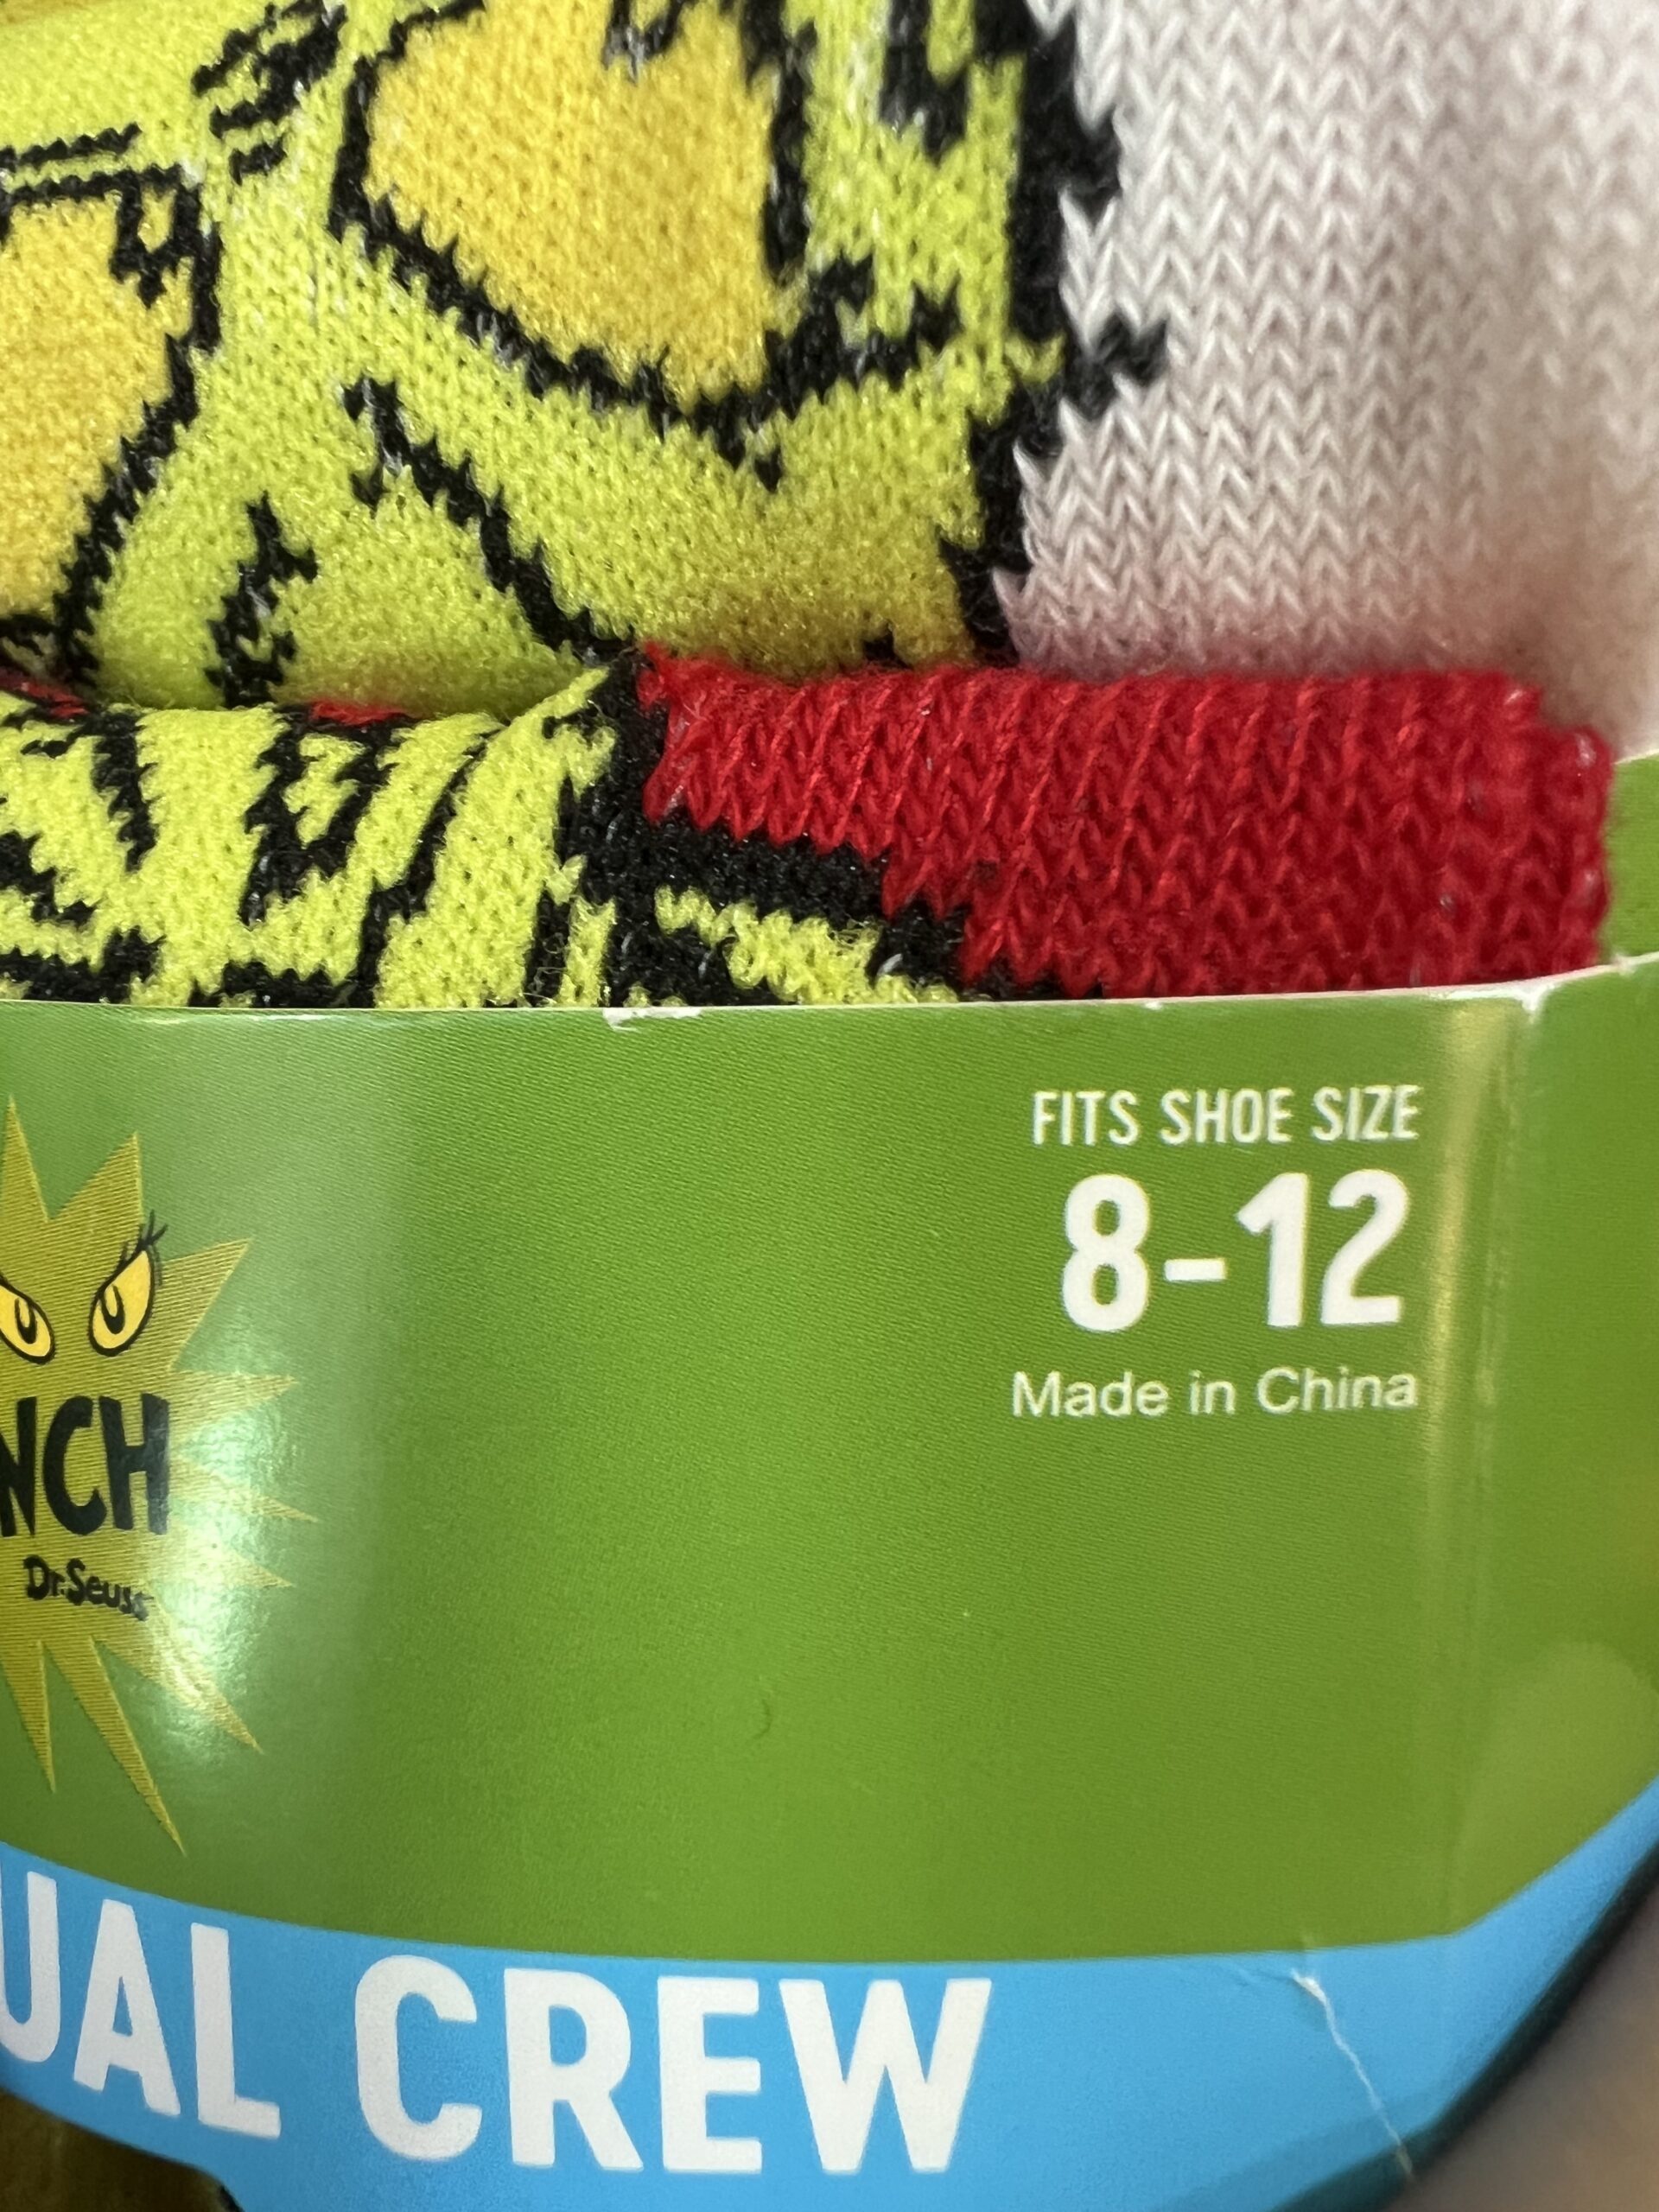 FITS SHOE SIZE
8-12
Made in China
NCH
Dr. Seuss
UAL CREW